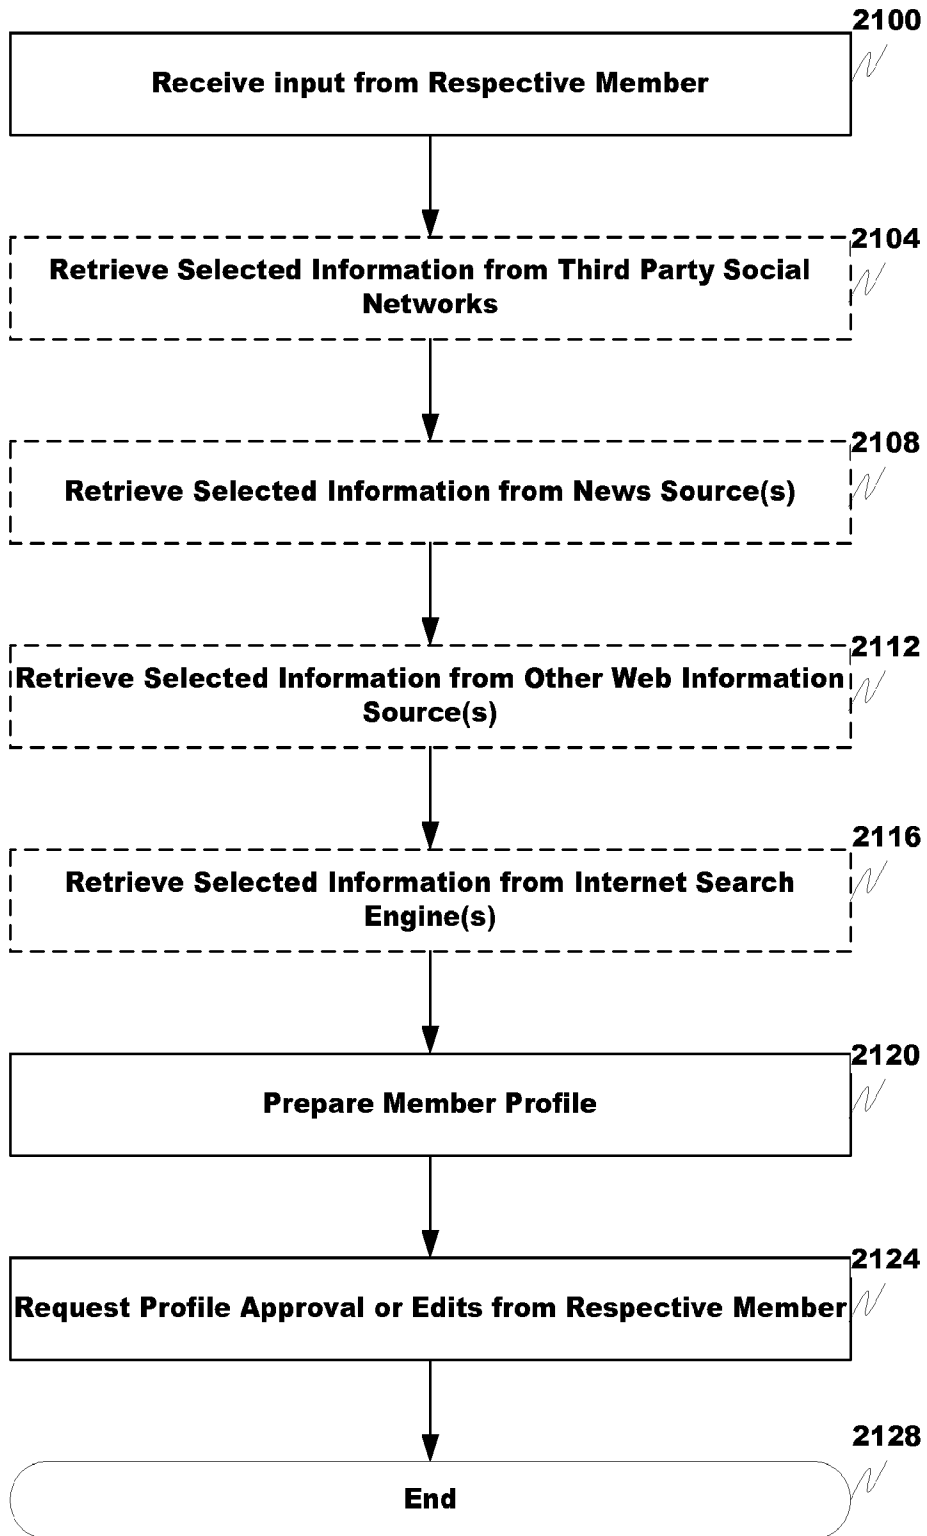 2100
Receive input from Respective Member
2104
Retrieve Selected Information from Third Party Social
Networks
2108
Retrieve Selected Information from News Source(s)
2112
Retrieve Selected Information from Other Web Information
Source(s)
2116
Retrieve Selected Information from Internet Search
Engine(s)
2120
Prepare Member Profile
2124
Request Profile Approval or Edits from Respective Member
2128
End